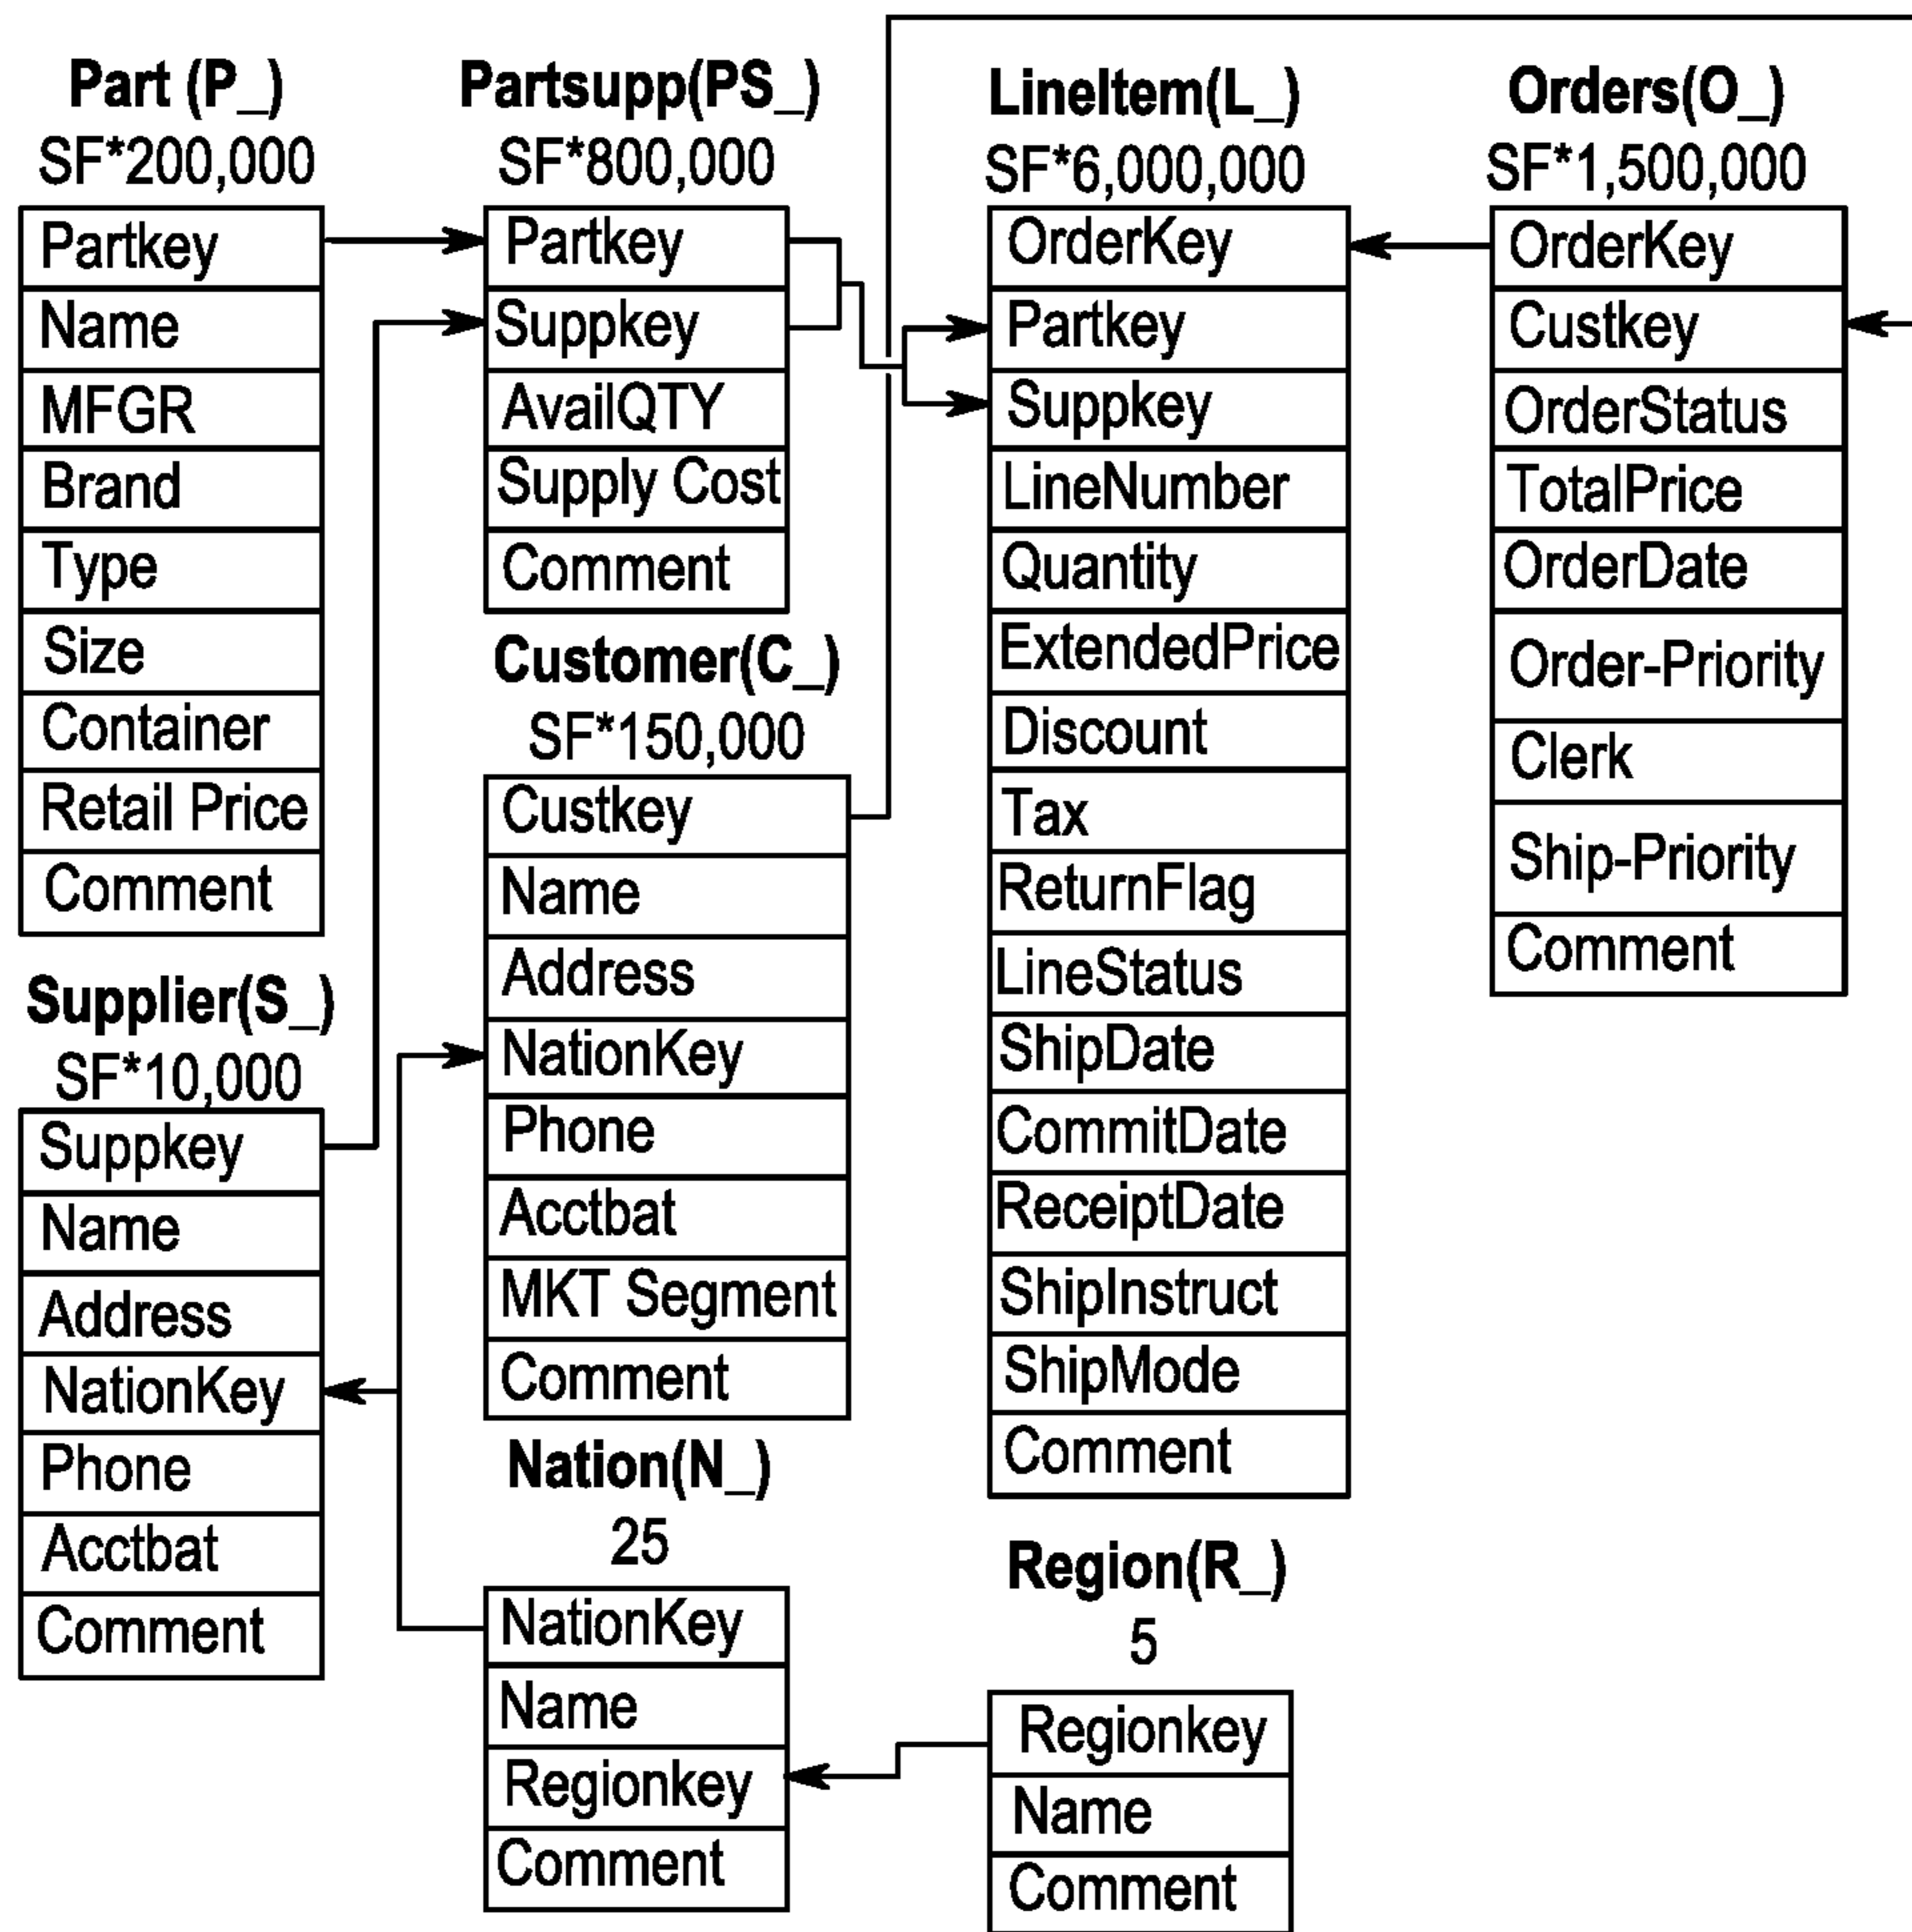 Part (P_)
SF*200,000
Partkey
Name
MFGR
Brand
Type
Size
Container
Retail Price
Comment
Supplier(S_)
SF*10,000
Suppkey
Name
Address
NationKey
Phone
Acctbat
Comment
Partsupp(PS_)
SF*800,000
Partkey
Suppkey
AvailQTY
Supply Cost
Comment
Customer(C_)
SF*150,000
Custkey
Name
Address
NationKey
Phone
Acctbat
MKT Segment
Comment
Nation(N_)
25
NationKey
Name
Regionkey
Comment
LineItem(L_)
SF*6,000,000
OrderKey
Partkey
Suppkey
LineNumber
Quantity
ExtendedPrice
Discount
Tax
ReturnFlag
LineStatus
ShipDate
CommitDate
ReceiptDate
ShipInstruct
ShipMode
Comment
Region(R_)
5
Regionkey
Name
Comment
Orders(O_)
SF*1,500,000
OrderKey
Custkey
OrderStatus
TotalPrice
OrderDate
Order-Priority
Clerk
Ship-Priority
Comment